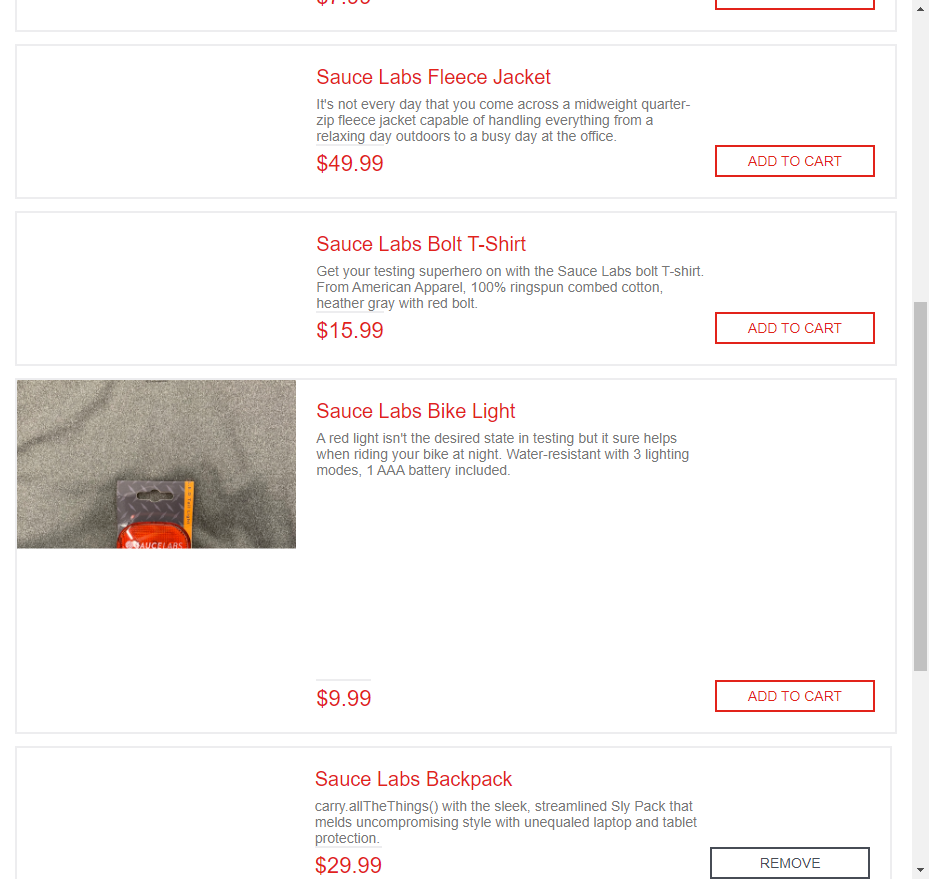 $7.99
Sauce Labs Fleece Jacket
It's not every day that you come across a midweight quarter-
zip fleece jacket capable of handling everything from a
relaxing day outdoors to a busy day at the office.
$49.99
ADD TO CART
Sauce Labs Bolt T-Shirt
Get your testing superhero on with the Sauce Labs bolt T-shirt.
From American Apparel, 100% ringspun combed cotton,
heather gray with red bolt.
$15.99
ADD TO CART
Sauce Labs Bike Light
A red light isn't the desired state in testing but it sure helps
when riding your bike at night. Water-resistant with 3 lighting
modes, 1 AAA battery included.
SAUCELABS
$9.99
ADD TO CART
Sauce Labs Backpack
carry.allTheThings() with the sleek, streamlined Sly Pack that
melds uncompromising style with unequaled laptop and tablet
protection.
$29.99
REMOVE